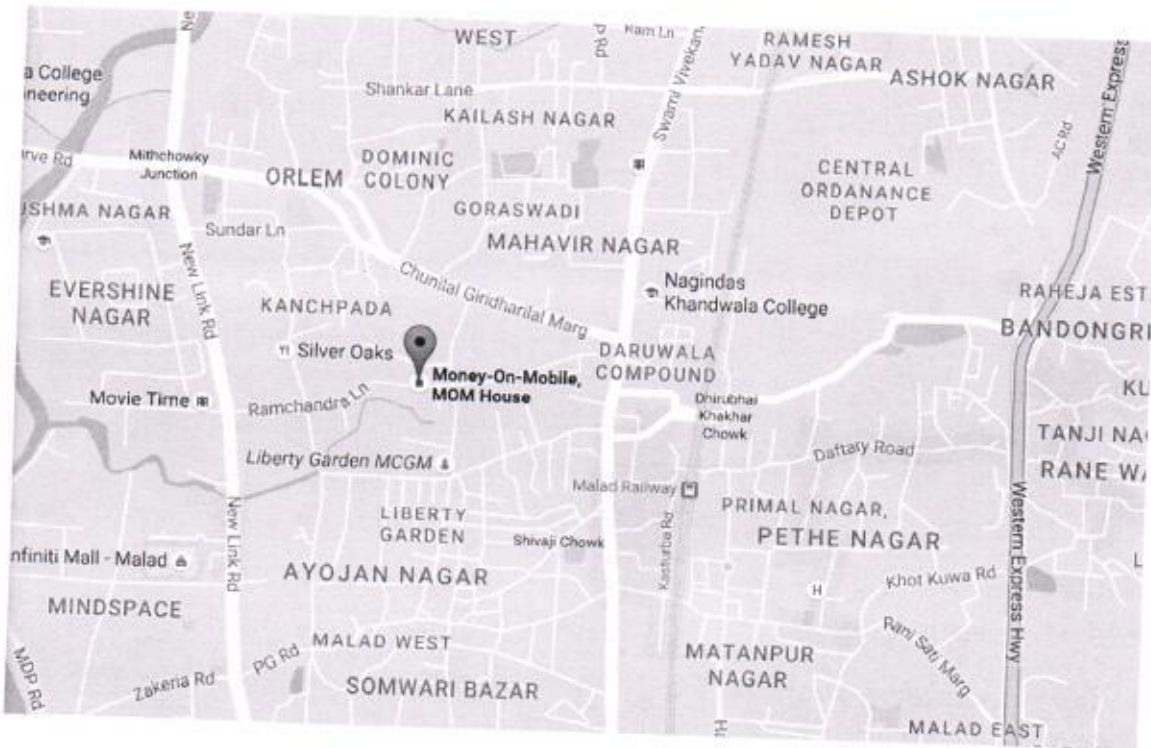 WEST
Ram Ln
Swami Vivekan
RAMESH
YADAV NAGAR
ASHOK NAGAR
Western Express
a College
neering
Shankar Lane
KAILASH NAGAR
AC Rd
arve Rd
Mithchowky
Junction
ORLEM
DOMINIC
COLONY
CENTRAL
ORDANANCE
DEPOT
USHMA NAGAR
Sundar Ln
GORASWADI
MAHAVIR NAGAR
New Link Rd
Chunilal Giridharilal Marg
Nagindas
Khandwala College
EVERSHINE
NAGAR
KANCHPADA
RAHEJA EST
BANDONGRI
Silver Oaks
DARUWALA
COMPOUND
Money-On-Mobile,
MOM House
Movie Time
Ramchandra Ln
Dhirubhai
Khakhar
Chowk
KU
TANJI NA
Daftary Road
RANE WA
Liberty Garden MCGM
Malad Railway
New Link Rd
LIBERTY
GARDEN
Shivaji Chowk
Kasturba Rd
PRIMAL NAGAR,
PETHE NAGAR
Western Express Hwy
nfiniti Mall - Malad
AYOJAN NAGAR
H
Khot Kuwa Rd
L
MINDSPACE
MALAD WEST
Rani Sati Marg
MDP Rd
Zakeria Rd
PG Rd
SOMWARI BAZAR
MATANPUR
NAGAR
MALAD EAST